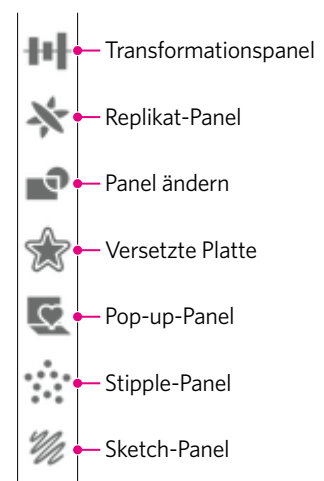 Transformationspanel
Replikat-Panel
Panel ändern
Versetzte Platte
Pop-up-Panel
Stipple-Panel
Sketch-Panel